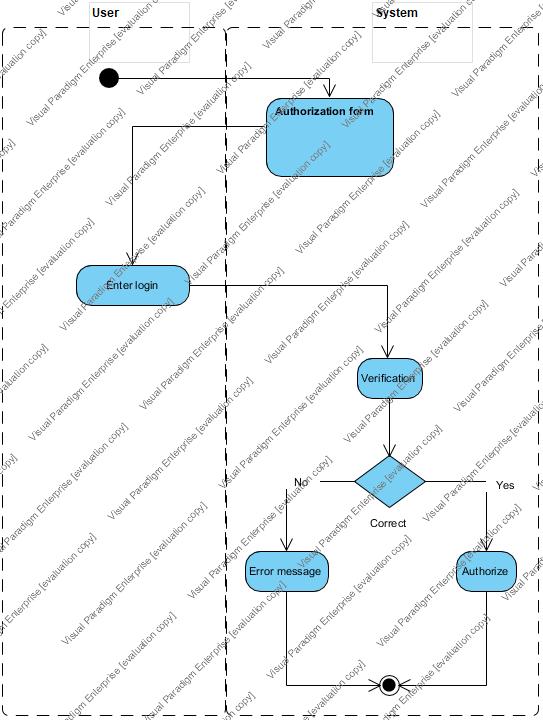 User
System
Authorization form
Enter login
Verification
No
Yes
Correct
Error message
Authorize
Visual Paradigm Enterprise [evaluation copy]